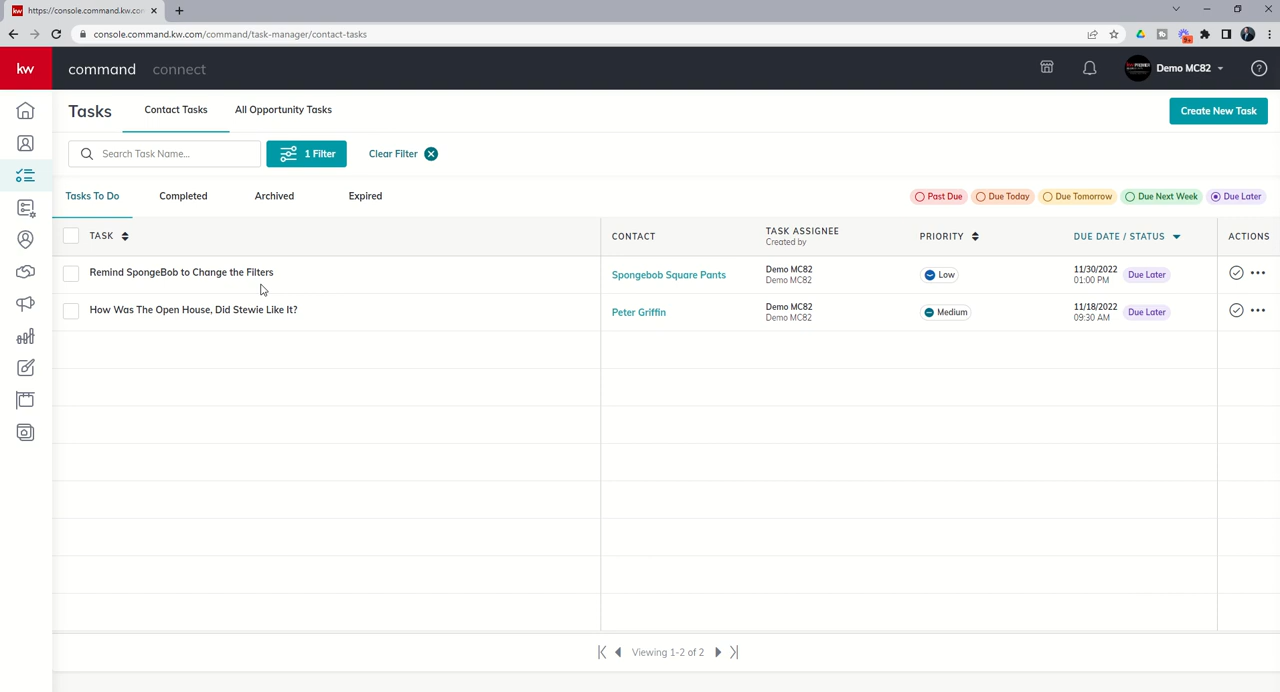 https://console.command.kw.co
console.command.kw.com/command/task-manager/contact-tasks
kw
command
connect
Demo MC82
Tasks
Contact Tasks
All Opportunity Tasks
Create New Task
Search Task Name...
1 Filter
Clear Filter
Tasks To Do
Completed
Archived
Expired
Past Due
Due Today
Due Tomorrow
Due Next Week
Due Later
TASK
CONTACT
TASK ASSIGNEE
Created by
PRIORITY
DUE DATE / STATUS
ACTIONS
Remind SpongeBob to Change the Filters
Spongebob Square Pants
Demo MC82
Demo MC82
Low
11/30/2022
01:00 PM
Due Later
How Was The Open House, Did Stewie Like It?
Peter Griffin
Demo MC82
Demo MC82
Medium
11/18/2022
09:30 AM
Due Later
Viewing 1-2 of 2